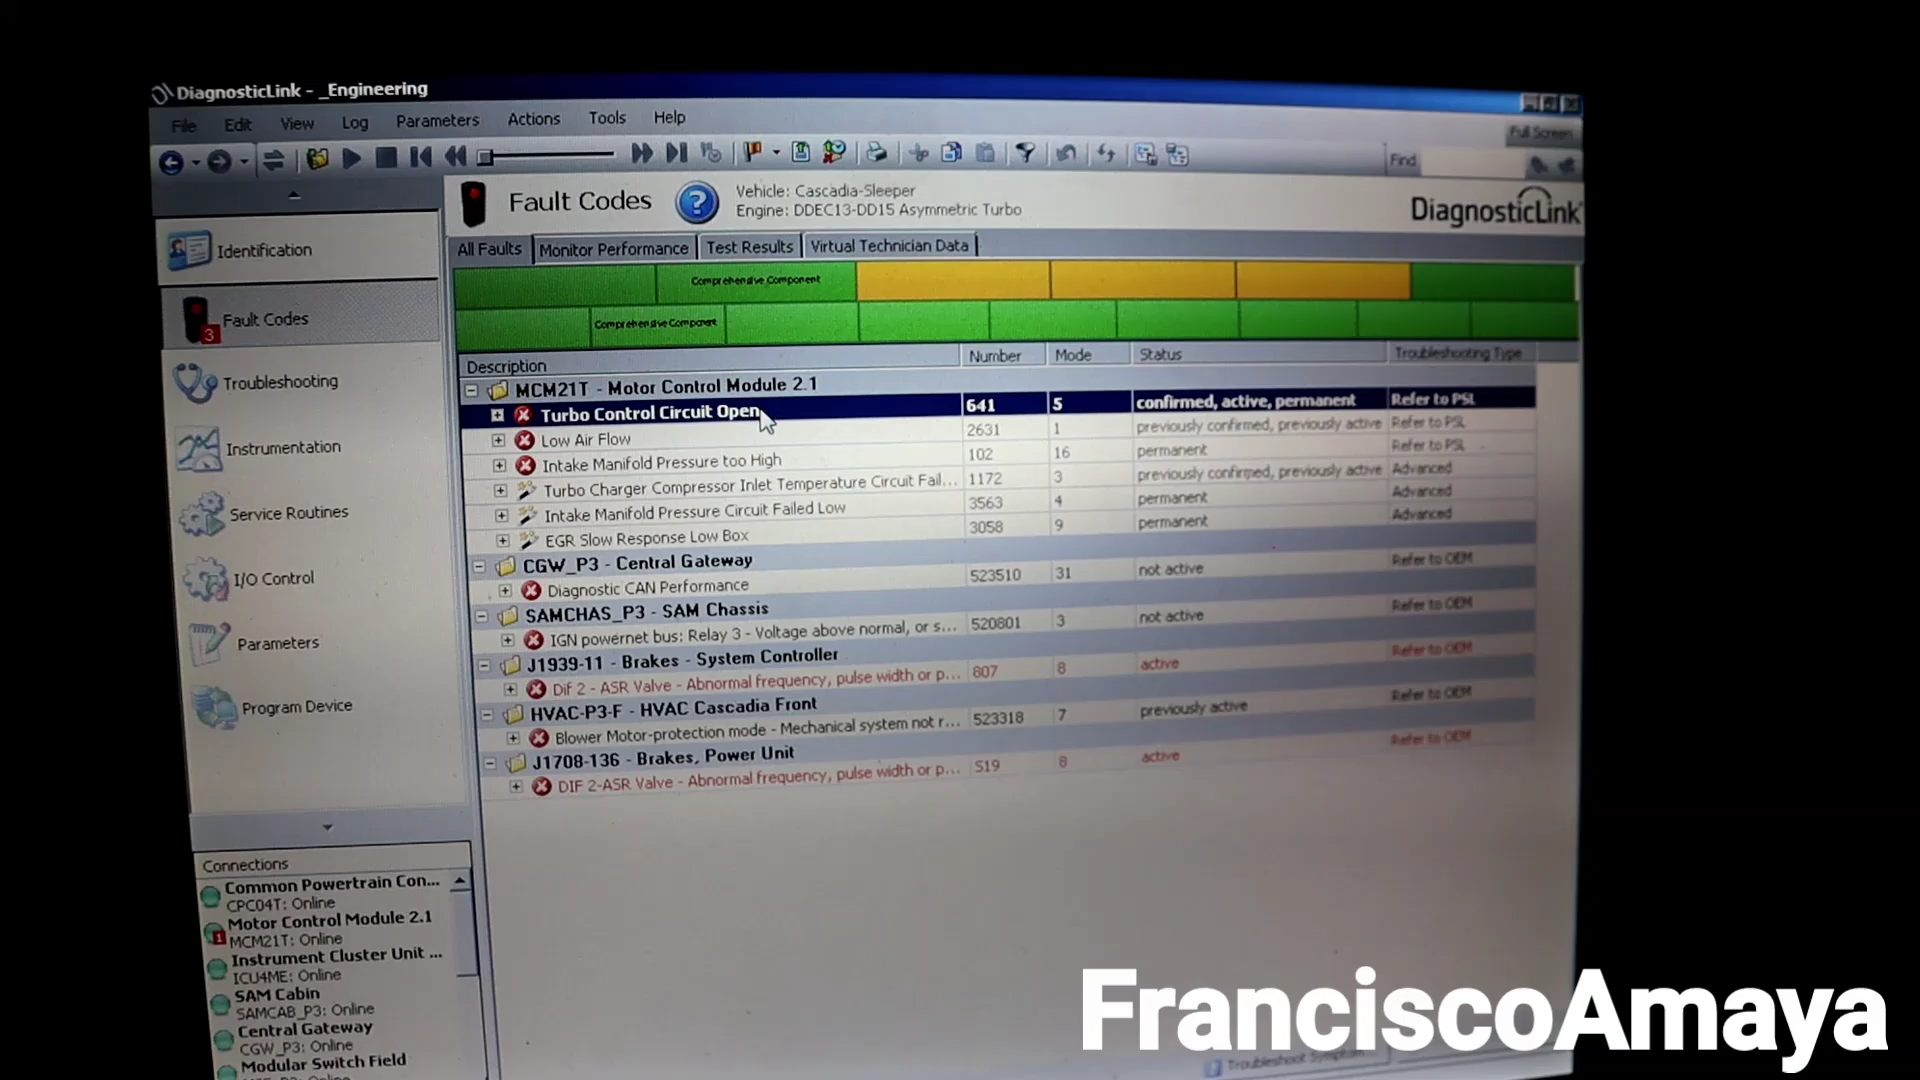 DiagnosticLink - _Engineering
File Edit View Log Parameters Actions Tools Help
Full Screen
Find
Fault Codes
Vehicle: Cascadia-Sleeper
Engine: DDEC13-DD15 Asymmetric Turbo
DiagnosticLink
All Faults Monitor Performance Test Results Virtual Technician Data
Comprehensive Component
Comprehensive Component
Identification
Fault Codes
3
Troubleshooting
Instrumentation
Service Routines
I/O Control
Parameters
Program Device
Description Number Mode Status Troubleshooting Type
MCM21T - Motor Control Module 2.1
Turbo Control Circuit Open 641 5 confirmed, active, permanent Refer to PSL
Low Air Flow 2631 1 previously confirmed, previously active Refer to PSL
Intake Manifold Pressure too High 102 16 permanent Refer to PSL
Turbo Charger Compressor Inlet Temperature Circuit Fail... 1172 3 previously confirmed, previously active Advanced
Intake Manifold Pressure Circuit Failed Low 3563 4 permanent Advanced
EGR Slow Response Low Box 3058 9 permanent Advanced
CGW_P3 - Central Gateway
Diagnostic CAN Performance 523510 31 not active Refer to OEM
SAMCHAS_P3 - SAM Chassis
IGN powernet bus: Relay 3 - Voltage above normal, or s... 520801 3 not active Refer to OEM
J1939-11 - Brakes - System Controller
Dif 2 - ASR Valve - Abnormal frequency, pulse width or p... 807 8 active Refer to OEM
HVAC-P3-F - HVAC Cascadia Front
Blower Motor-protection mode - Mechanical system not r... 523318 7 previously active Refer to OEM
J1708-136 - Brakes, Power Unit
DIF 2-ASR Valve - Abnormal frequency, pulse width or p... 519 8 active Refer to OEM
Connections
Common Powertrain Con...
CPC04T: Online
Motor Control Module 2.1
1
MCM21T: Online
Instrument Cluster Unit ...
ICU4ME: Online
SAM Cabin
SAMCAB_P3: Online
Central Gateway
CGW_P3: Online
Modular Switch Field
Troubleshoot
FranciscoAmaya